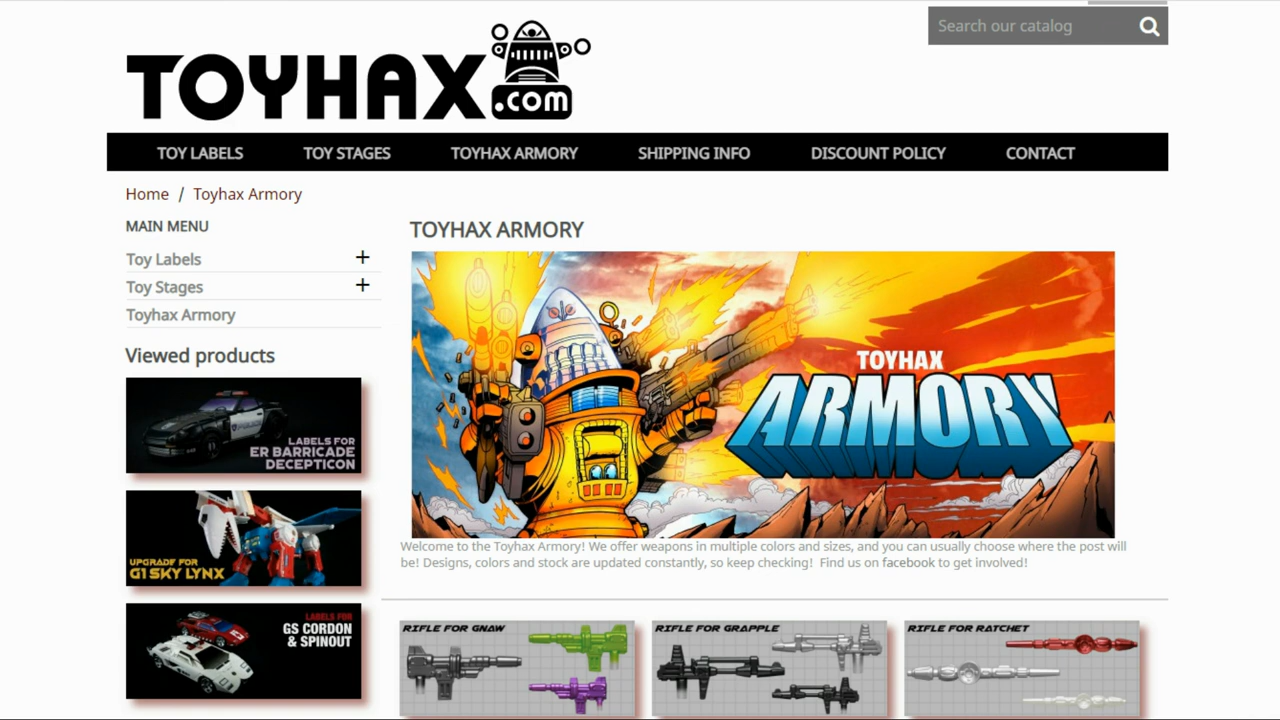 Search our catalog
TOYHAX
.com
TOY LABELS TOY STAGES TOYHAX ARMORY SHIPPING INFO DISCOUNT POLICY CONTACT
Home / Toyhax Armory
MAIN MENU
Toy Labels +
Toy Stages +
Toyhax Armory
Viewed products
LABELS FOR
ER BARRICADE
DECEPTICON
UPGRADE FOR
G1 SKY LYNX
LABELS FOR
GS CORDON
& SPINOUT
TOYHAX ARMORY
TOYHAX
ARMORY
Welcome to the Toyhax Armory! We offer weapons in multiple colors and sizes, and you can usually choose where the post will
be! Designs, colors and stock are updated constantly, so keep checking! Find us on facebook to get involved!
RIFLE FOR GNAW
RIFLE FOR GRAPPLE
RIFLE FOR RATCHET